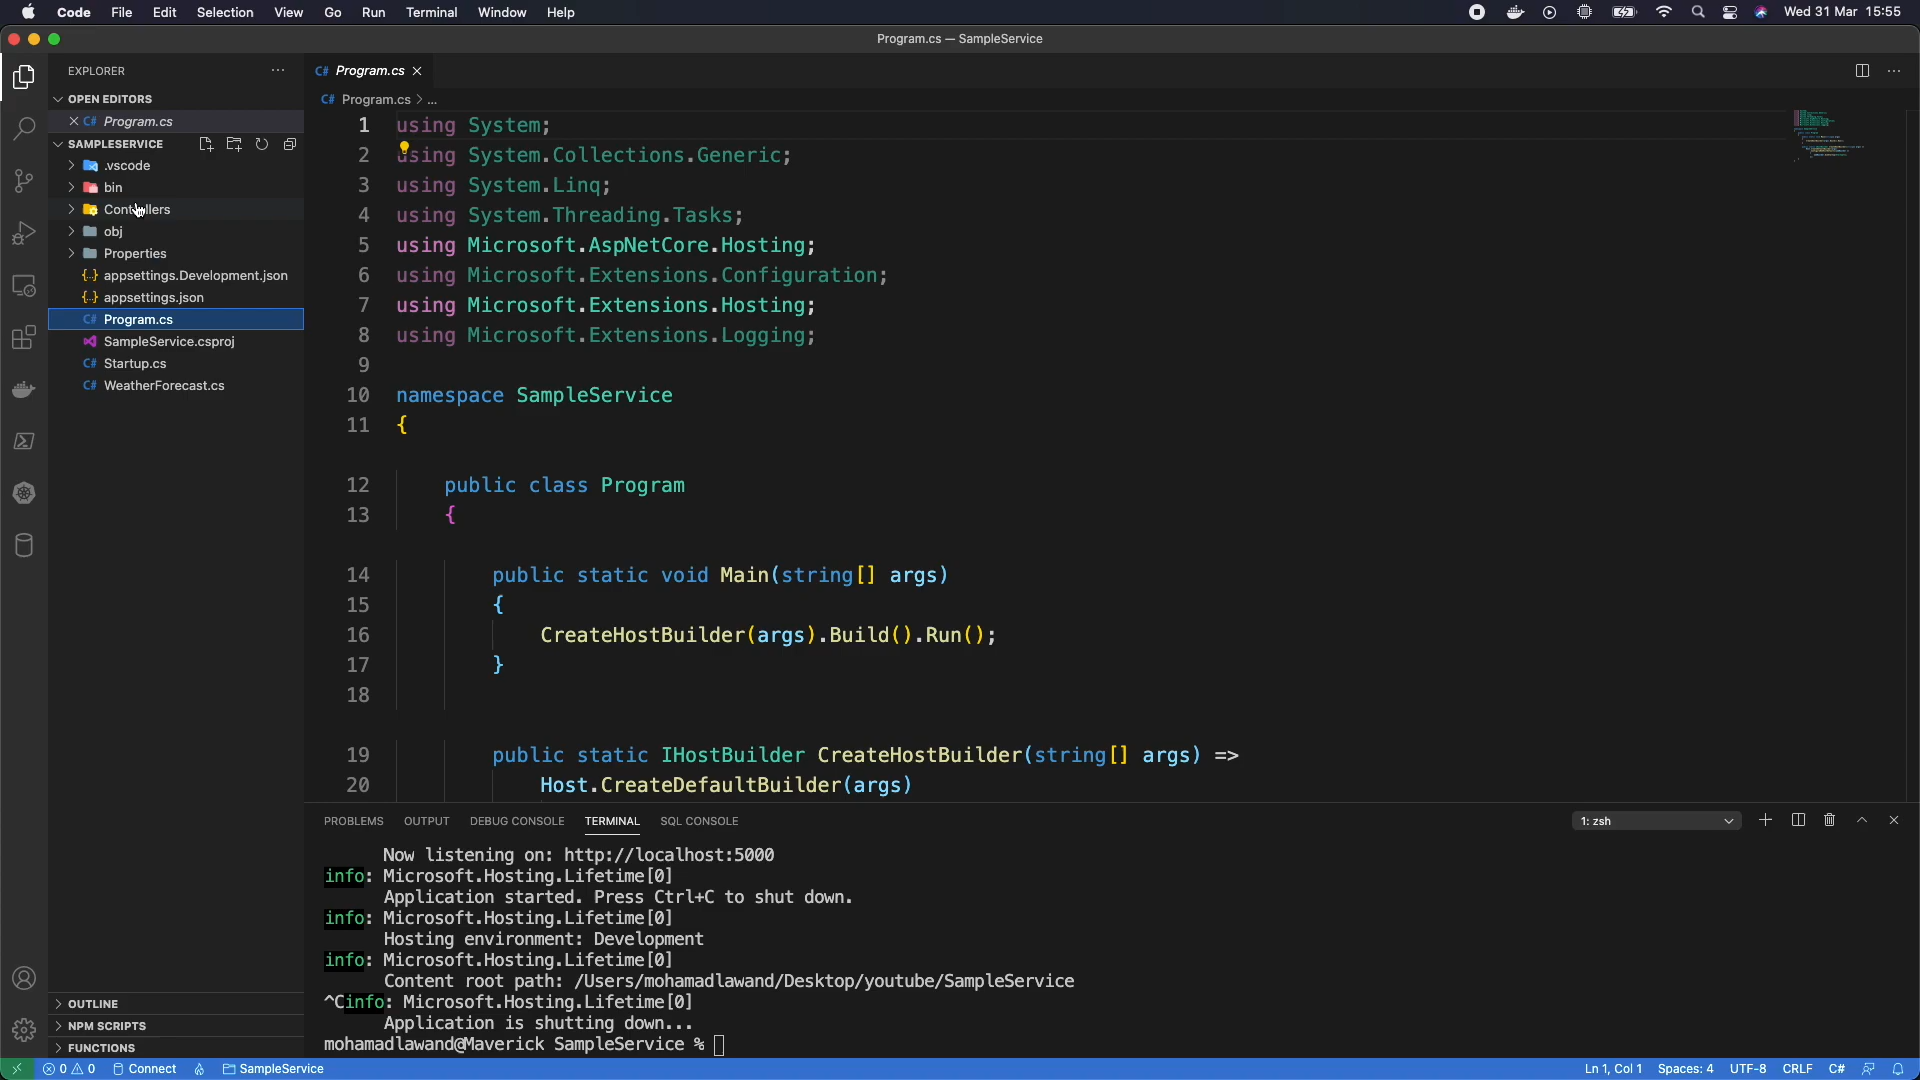 Code File Edit Selection View Go Run Terminal Window Help Wed 31 Mar 15:55
Program.cs — SampleService
EXPLORER
OPEN EDITORS
C# Program.cs
SAMPLESERVICE
.vscode
bin
Controllers
obj
Properties
{..} appsettings.Development.json
{..} appsettings.json
C# Program.cs
SampleService.csproj
C# Startup.cs
C# WeatherForecast.cs
OUTLINE
NPM SCRIPTS
FUNCTIONS
C# Program.cs
C# Program.cs > ...
1 using System;
2 using System.Collections.Generic;
3 using System.Linq;
4 using System.Threading.Tasks;
5 using Microsoft.AspNetCore.Hosting;
6 using Microsoft.Extensions.Configuration;
7 using Microsoft.Extensions.Hosting;
8 using Microsoft.Extensions.Logging;
9
10 namespace SampleService
11 {
12 public class Program
13 {
14 public static void Main(string[] args)
15 {
16 CreateHostBuilder(args).Build().Run();
17 }
18
19 public static IHostBuilder CreateHostBuilder(string[] args) =>
20 Host.CreateDefaultBuilder(args)
PROBLEMS OUTPUT DEBUG CONSOLE TERMINAL SQL CONSOLE 1: zsh
Now listening on: http://localhost:5000
info: Microsoft.Hosting.Lifetime[0]
Application started. Press Ctrl+C to shut down.
info: Microsoft.Hosting.Lifetime[0]
Hosting environment: Development
info: Microsoft.Hosting.Lifetime[0]
Content root path: /Users/mohamadlawand/Desktop/youtube/SampleService
^Cinfo: Microsoft.Hosting.Lifetime[0]
Application is shutting down...
mohamadlawand@Maverick SampleService %
0 0 Connect SampleService Ln 1, Col 1 Spaces: 4 UTF-8 CRLF C#